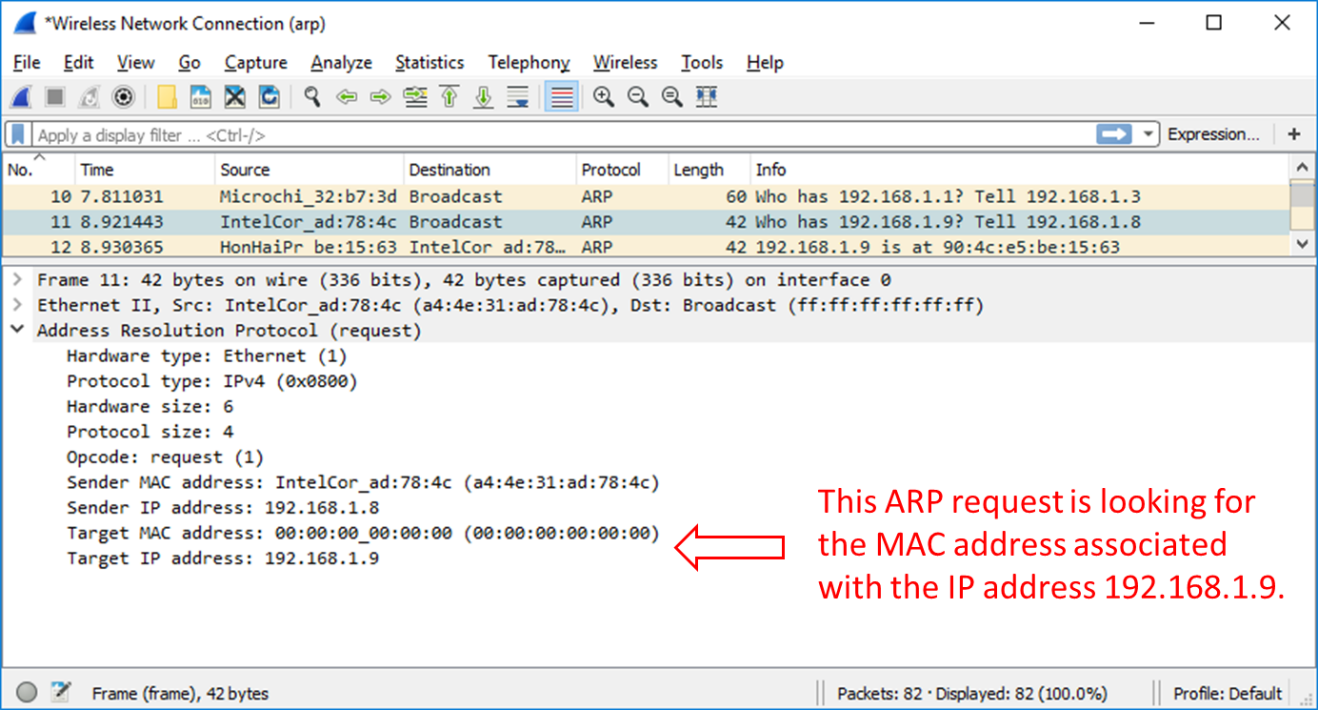 *Wireless Network Connection (arp)
File Edit View Go Capture Analyze Statistics Telephony Wireless Tools Help
Apply a display filter ... <Ctrl-/> Expression... +
No. Time Source Destination Protocol Length Info
10 7.811031 Microchi_32:b7:3d Broadcast ARP 60 Who has 192.168.1.1? Tell 192.168.1.3
11 8.921443 IntelCor_ad:78:4c Broadcast ARP 42 Who has 192.168.1.9? Tell 192.168.1.8
12 8.930365 HonHaiPr be:15:63 IntelCor ad:78… ARP 42 192.168.1.9 is at 90:4c:e5:be:15:63
Frame 11: 42 bytes on wire (336 bits), 42 bytes captured (336 bits) on interface 0
Ethernet II, Src: IntelCor_ad:78:4c (a4:4e:31:ad:78:4c), Dst: Broadcast (ff:ff:ff:ff:ff:ff)
Address Resolution Protocol (request)
Hardware type: Ethernet (1)
Protocol type: IPv4 (0x0800)
Hardware size: 6
Protocol size: 4
Opcode: request (1)
Sender MAC address: IntelCor_ad:78:4c (a4:4e:31:ad:78:4c)
Sender IP address: 192.168.1.8
Target MAC address: 00:00:00_00:00:00 (00:00:00:00:00:00)
Target IP address: 192.168.1.9
This ARP request is looking for
the MAC address associated
with the IP address 192.168.1.9.
Frame (frame), 42 bytes Packets: 82 · Displayed: 82 (100.0%) Profile: Default